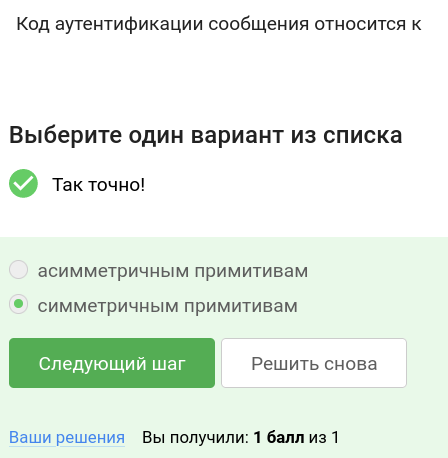 Код аутентификации сообщения относится к
Выберите один вариант из списка
Так точно!
асимметричным примитивам
симметричным примитивам
Следующий шаг
Решить снова
Ваши решения Вы получили: 1 балл из 1